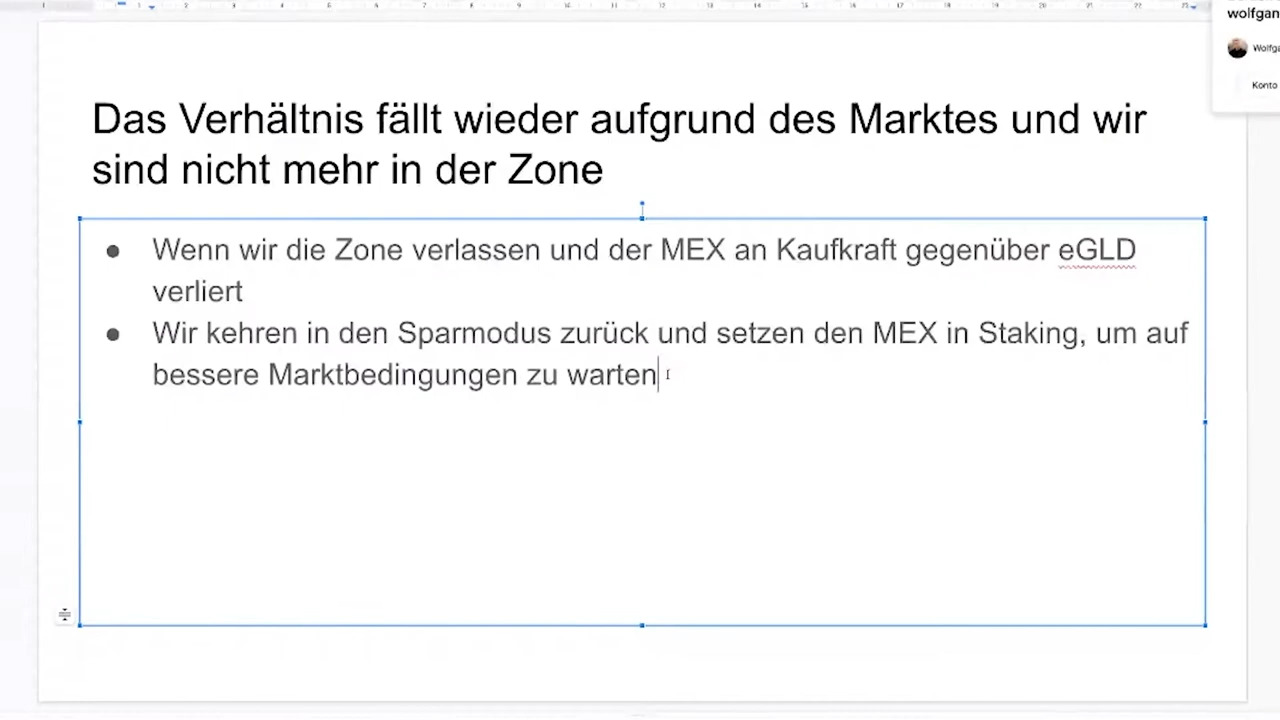 wolfgan
Wolfga
Konto
Das Verhältnis fällt wieder aufgrund des Marktes und wir
sind nicht mehr in der Zone
● Wenn wir die Zone verlassen und der MEX an Kaufkraft gegenüber eGLD
verliert
● Wir kehren in den Sparmodus zurück und setzen den MEX in Staking, um auf
bessere Marktbedingungen zu warten